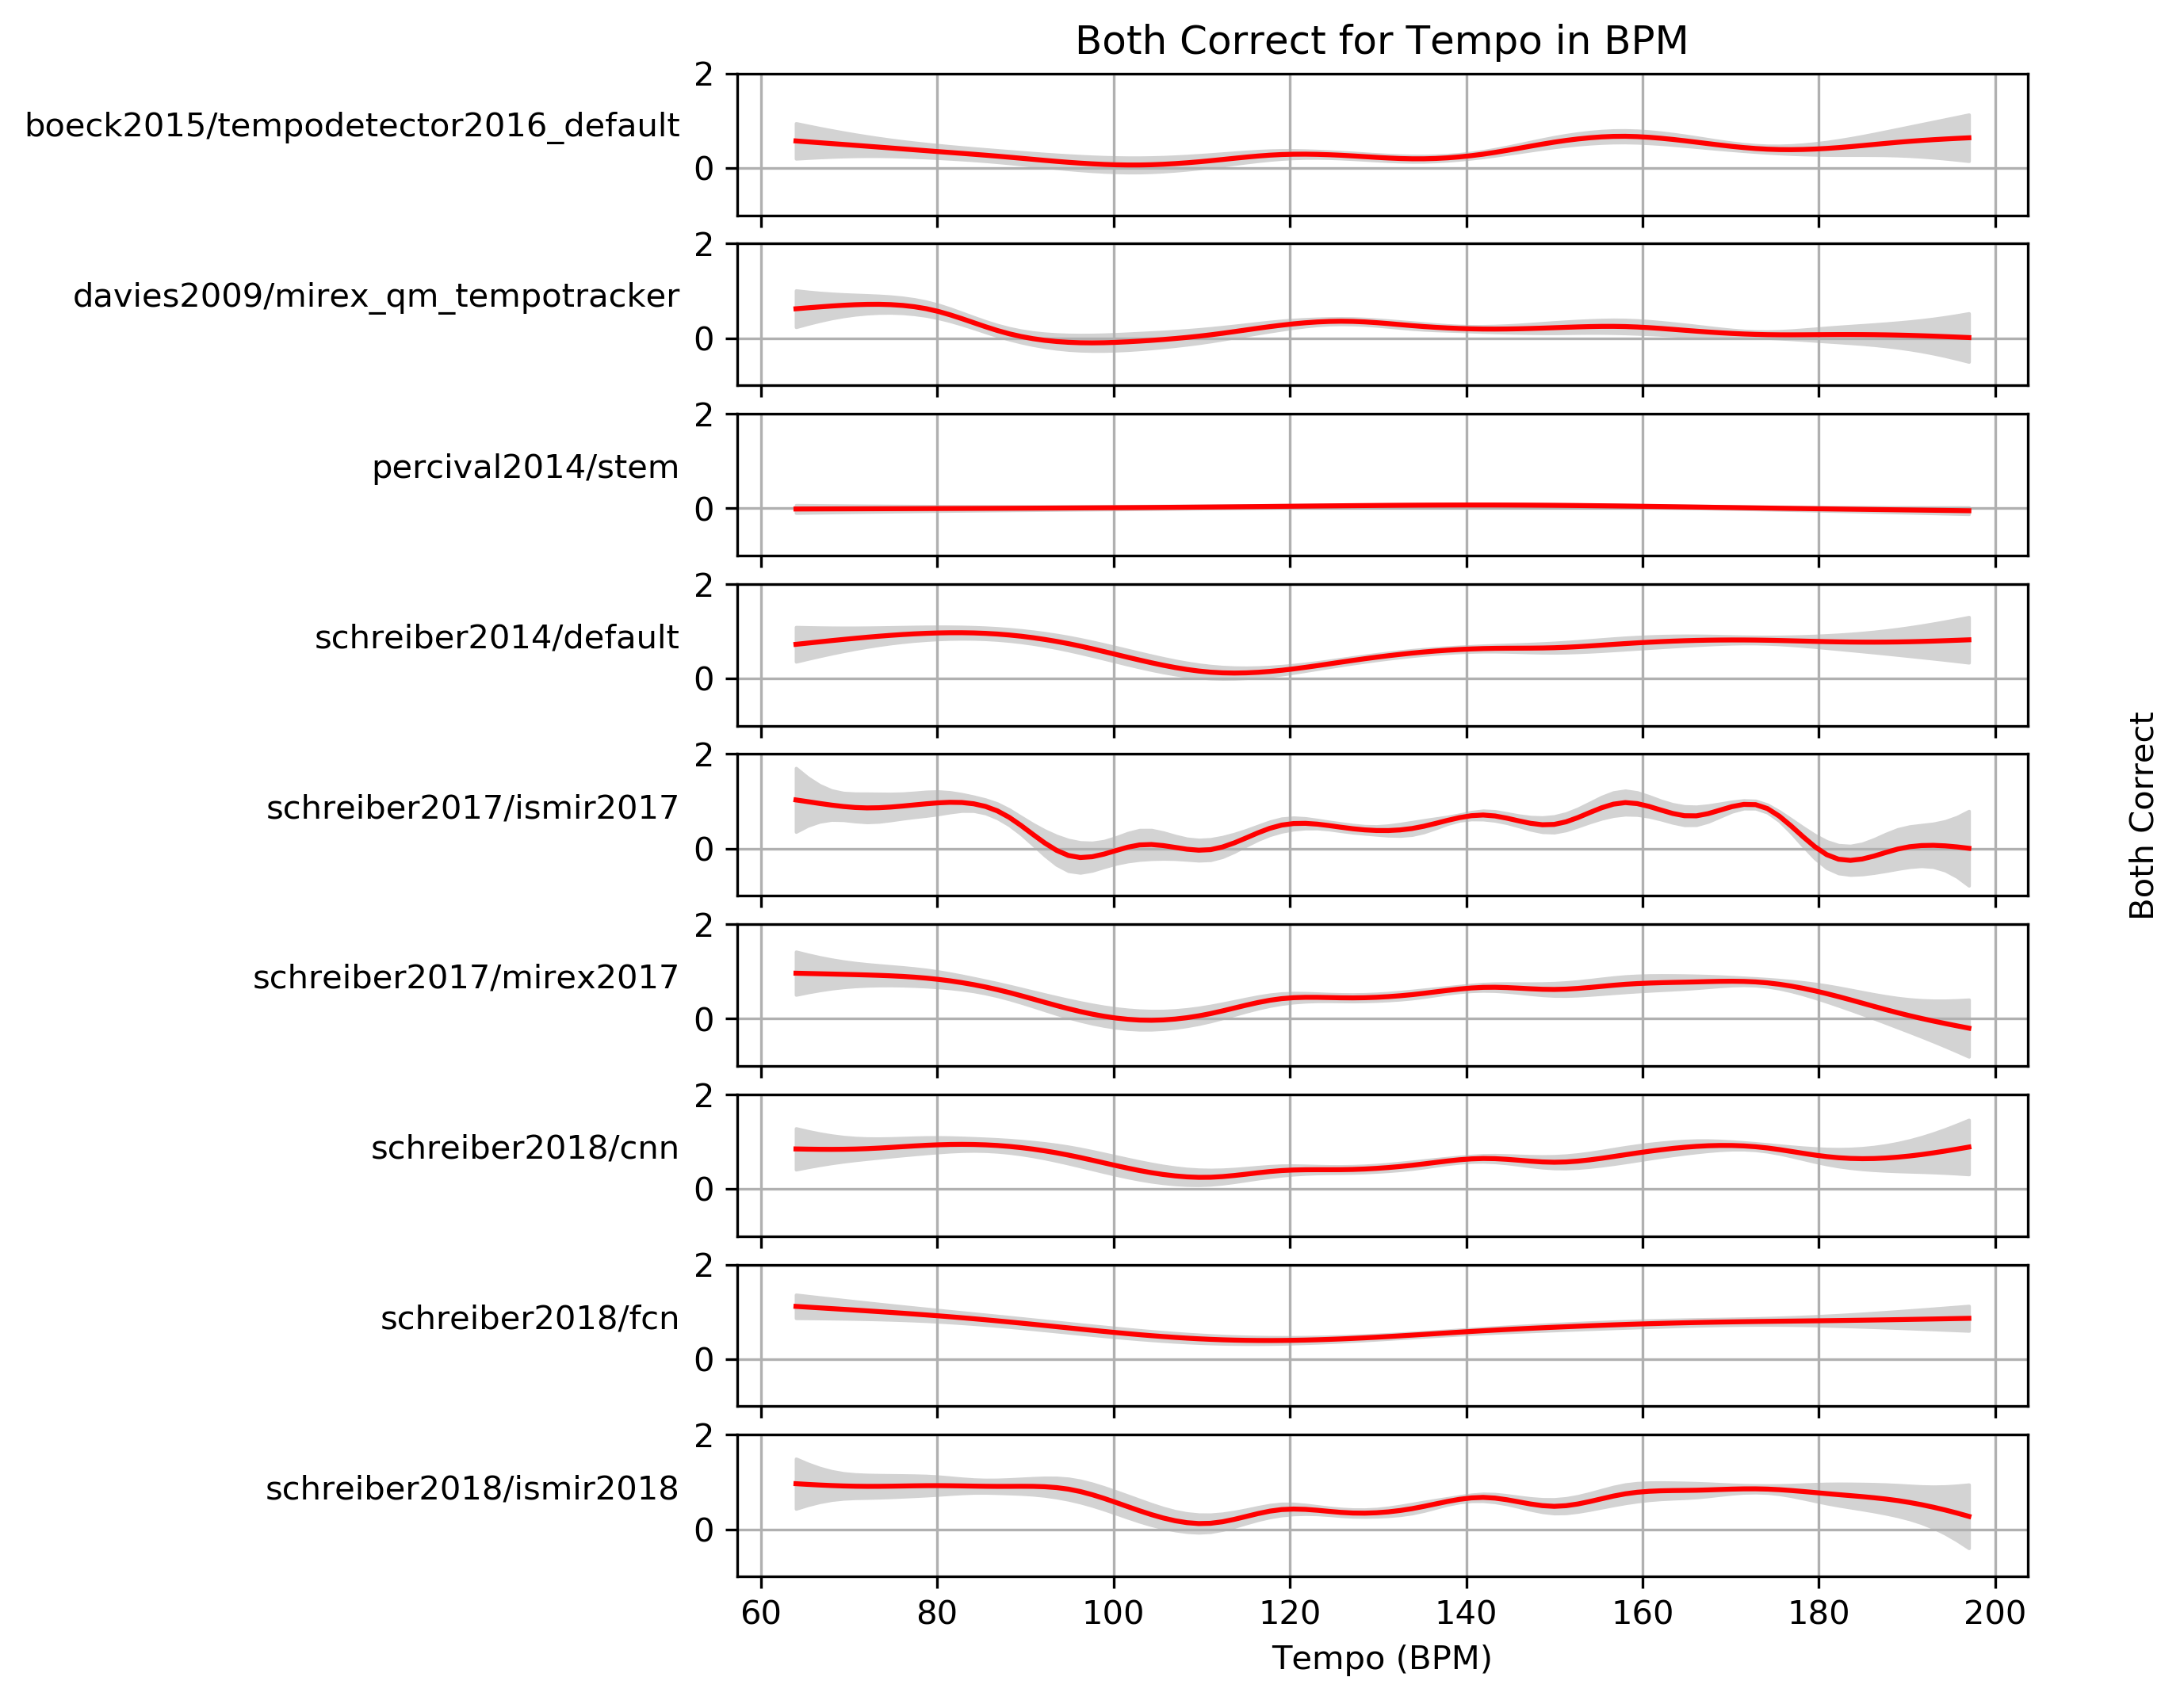 Both Correct for Tempo in BPM
boeck2015/tempodetector2016_default
2
0
davies2009/mirex_qm_tempotracker
2
0
percival2014/stem
2
0
schreiber2014/default
2
0
schreiber2017/ismir2017
2
0
schreiber2017/mirex2017
2
0
schreiber2018/cnn
2
0
schreiber2018/fcn
2
0
schreiber2018/ismir2018
2
0
60 80 100 120 140 160 180 200
Tempo (BPM)
Both Correct